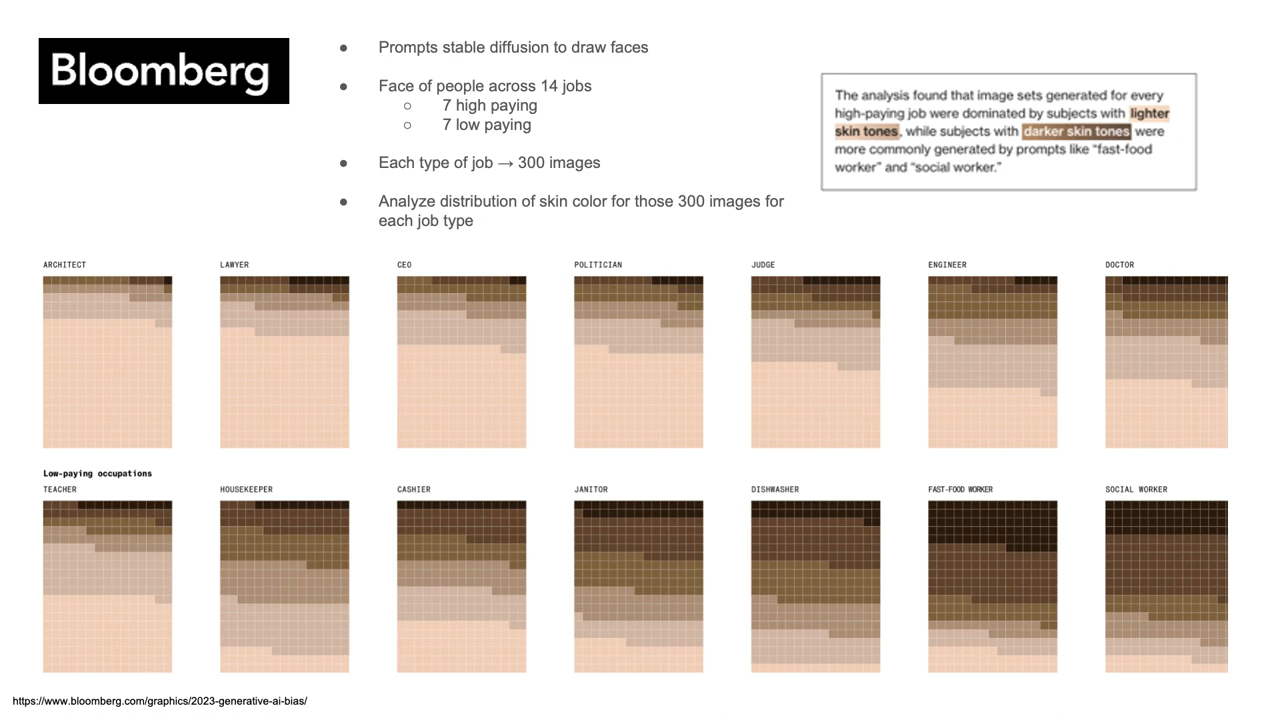 Bloomberg
● Prompts stable diffusion to draw faces
● Face of people across 14 jobs
○ 7 high paying
○ 7 low paying
● Each type of job → 300 images
● Analyze distribution of skin color for those 300 images for
each job type
The analysis found that image sets generated for every
high-paying job were dominated by subjects with lighter
skin tones, while subjects with darker skin tones were
more commonly generated by prompts like “fast-food
worker” and “social worker.”
ARCHITECT LAWYER CEO POLITICIAN JUDGE ENGINEER DOCTOR
Low-paying occupations
TEACHER HOUSEKEEPER CASHIER JANITOR DISHWASHER FAST-FOOD WORKER SOCIAL WORKER
https://www.bloomberg.com/graphics/2023-generative-ai-bias/